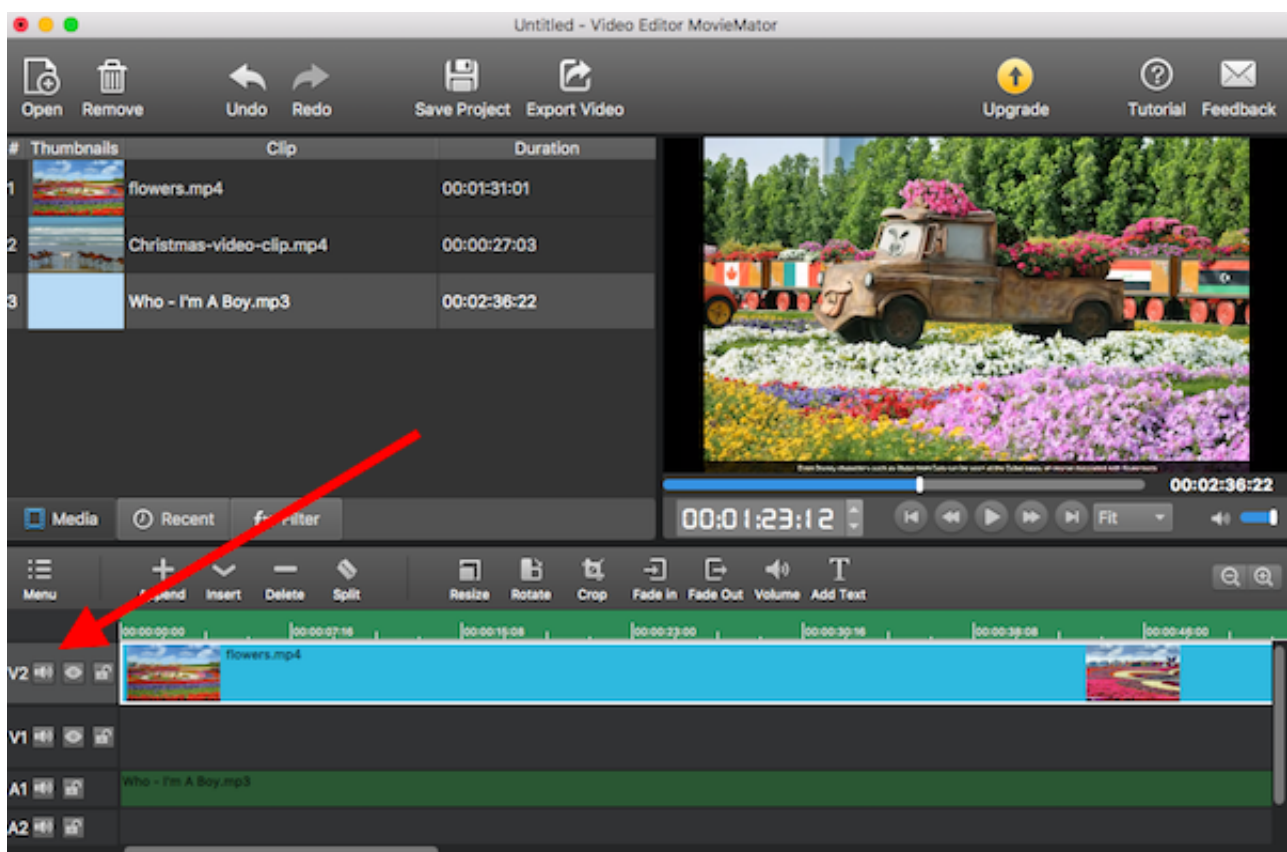 Untitled - Video Editor MovieMator
Open Remove Undo Redo Save Project Export Video Upgrade Tutorial Feedback
# Thumbnails Clip Duration
1 flowers.mp4 00:01:31:01
2 Christmas-video-clip.mp4 00:00:27:03
3 Who - I'm A Boy.mp3 00:02:36:22
00:02:36:22
Media Recent Filter
00:01:23:12 Fit
Menu Append Insert Delete Split Resize Rotate Crop Fade in Fade Out Volume Add Text
00:00:00:00 00:00:07:16 00:00:15:08 00:00:23:00 00:00:30:16 00:00:38:08 00:00:46:00
V2 flowers.mp4
V1
A1 Who - I'm A Boy.mp3
A2